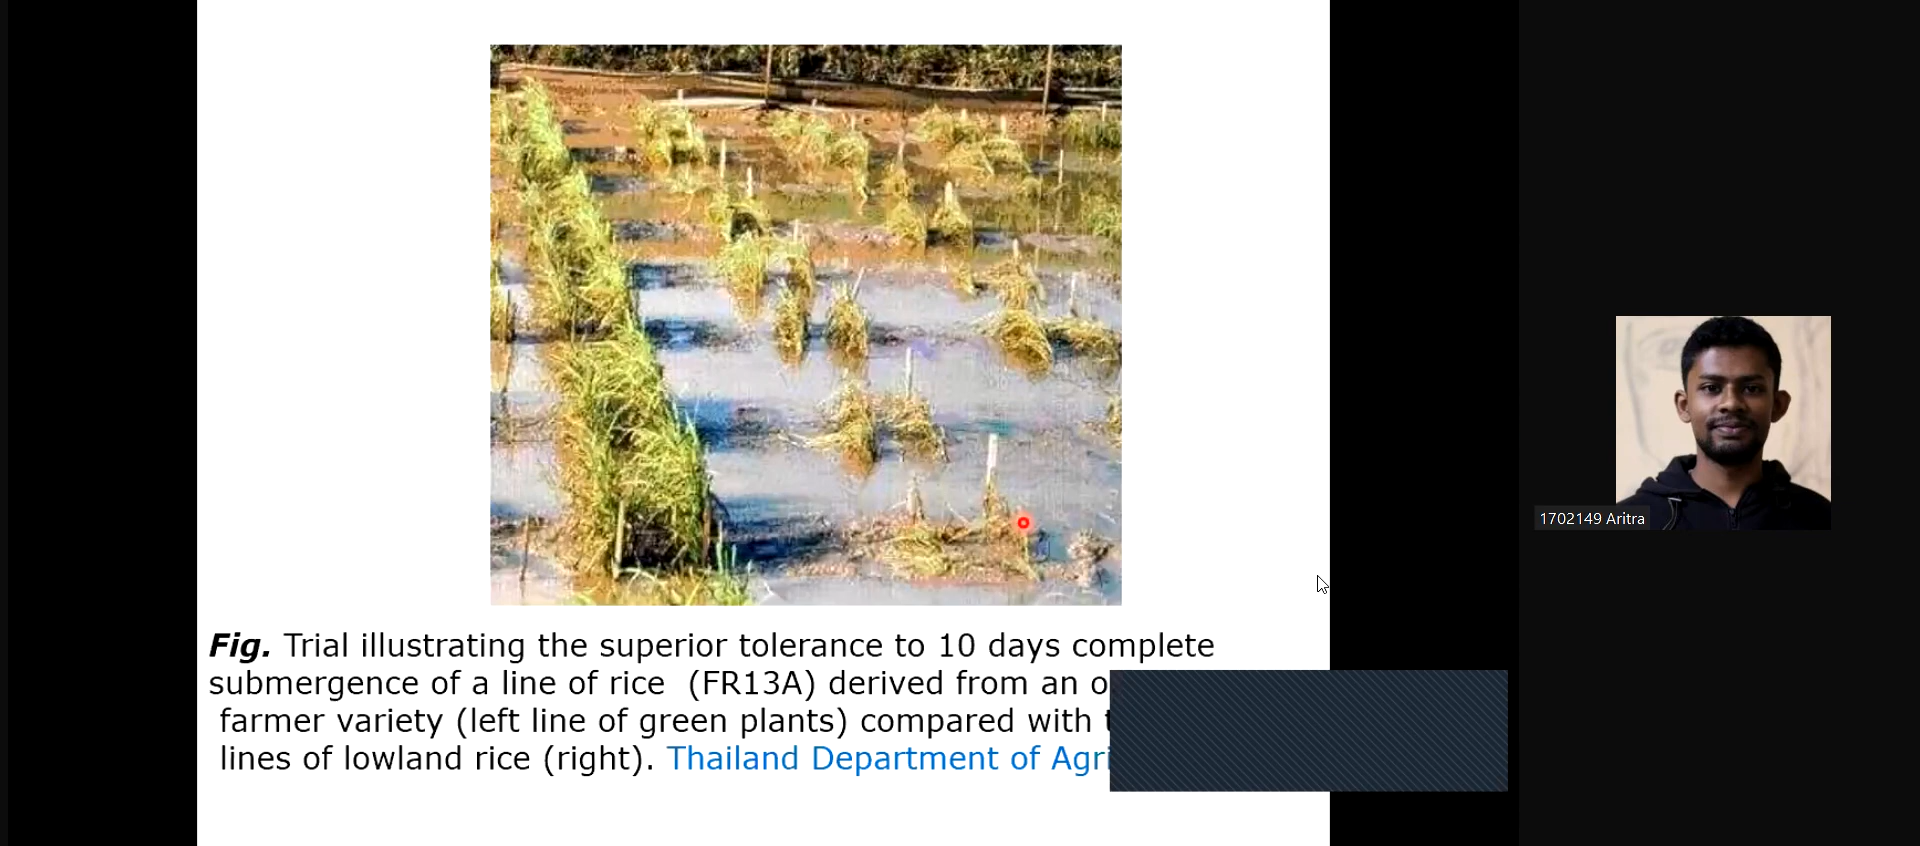 Fig. Trial illustrating the superior tolerance to 10 days complete
submergence of a line of rice (FR13A) derived from an
farmer variety (left line of green plants) compared with
lines of lowland rice (right). Thailand Department of
1702149 Aritra